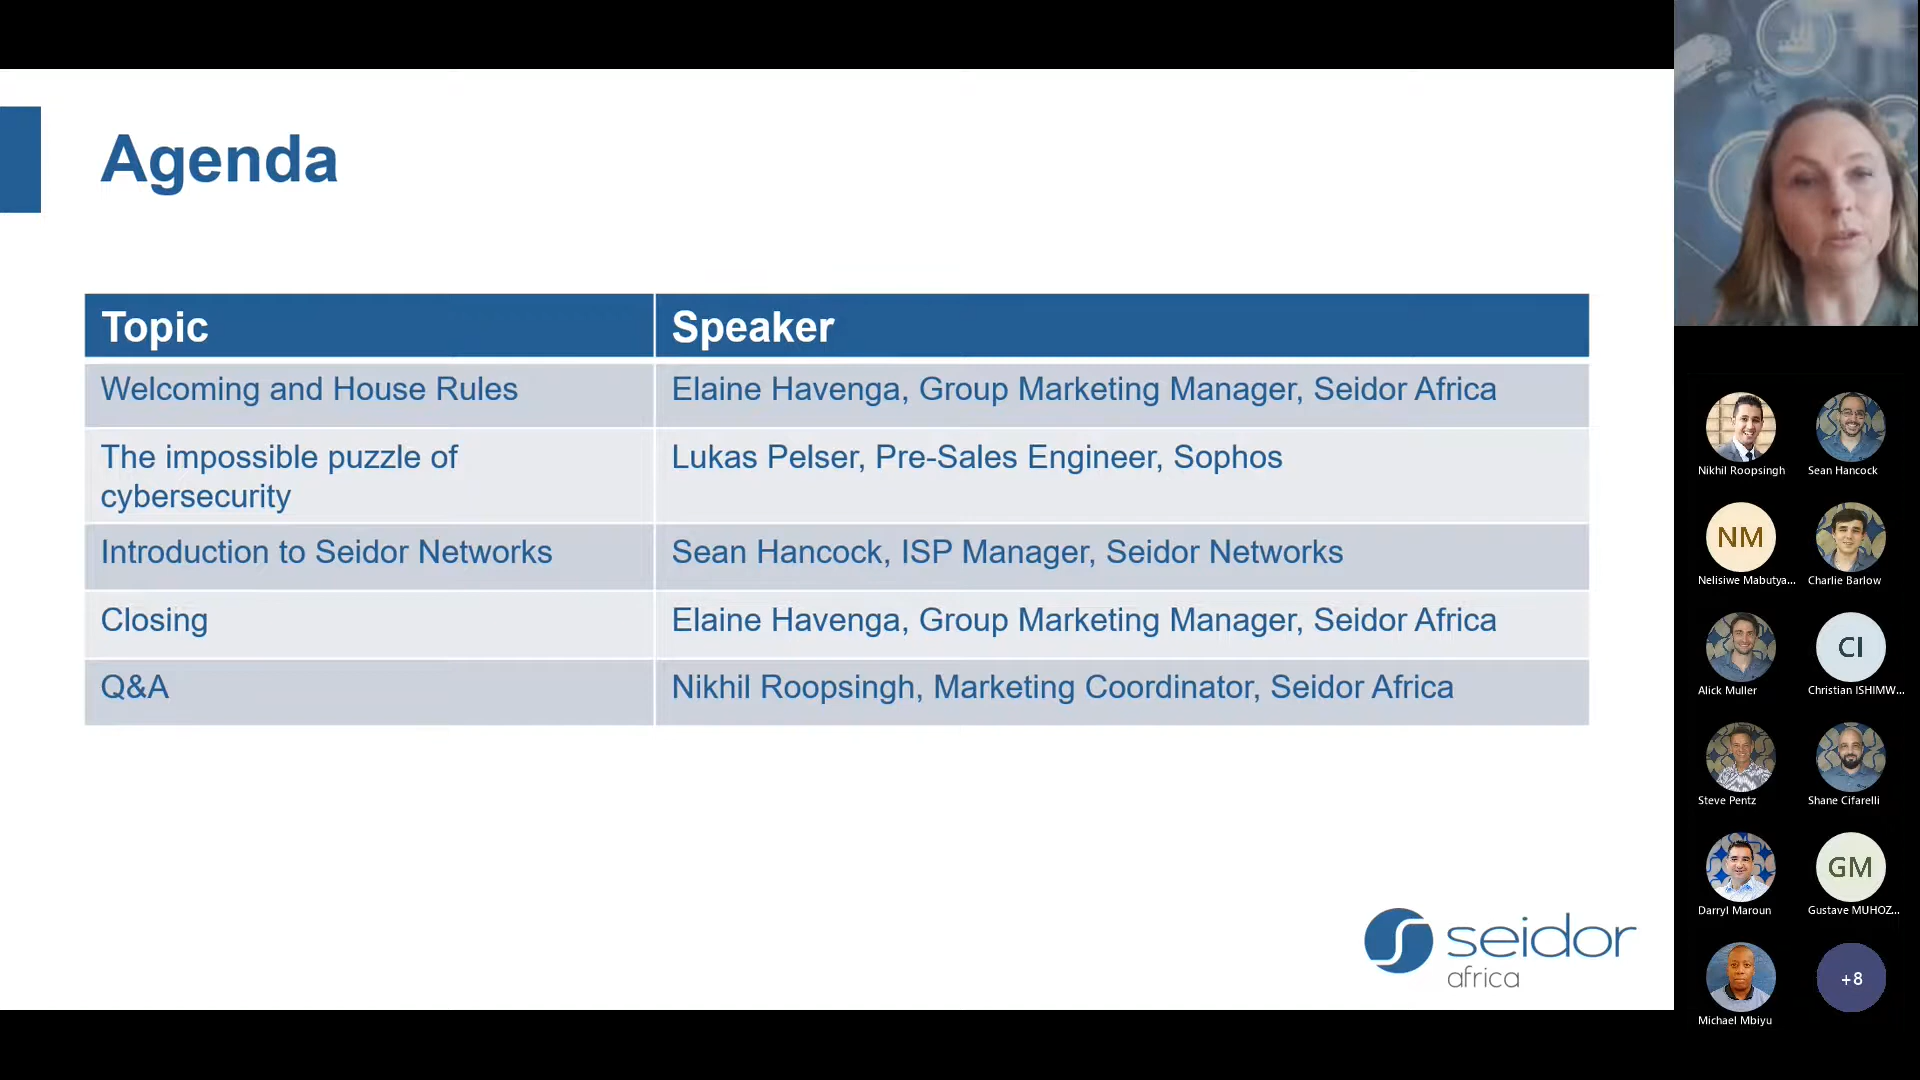 Agenda
Topic
Speaker
Welcoming and House Rules
Elaine Havenga, Group Marketing Manager, Seidor Africa
The impossible puzzle of
cybersecurity
Lukas Pelser, Pre-Sales Engineer, Sophos
Introduction to Seidor Networks
Sean Hancock, ISP Manager, Seidor Networks
Closing
Elaine Havenga, Group Marketing Manager, Seidor Africa
Q&A
Nikhil Roopsingh, Marketing Coordinator, Seidor Africa
seidor
africa
Nikhil Roopsingh
Sean Hancock
NM
Nelisiwe Mabutya...
Charlie Barlow
Alick Muller
CI
Christian ISHIMW...
Steve Pentz
Shane Cifarelli
Darryl Maroun
GM
Gustave MUHOZ...
Michael Mbiyu
+8